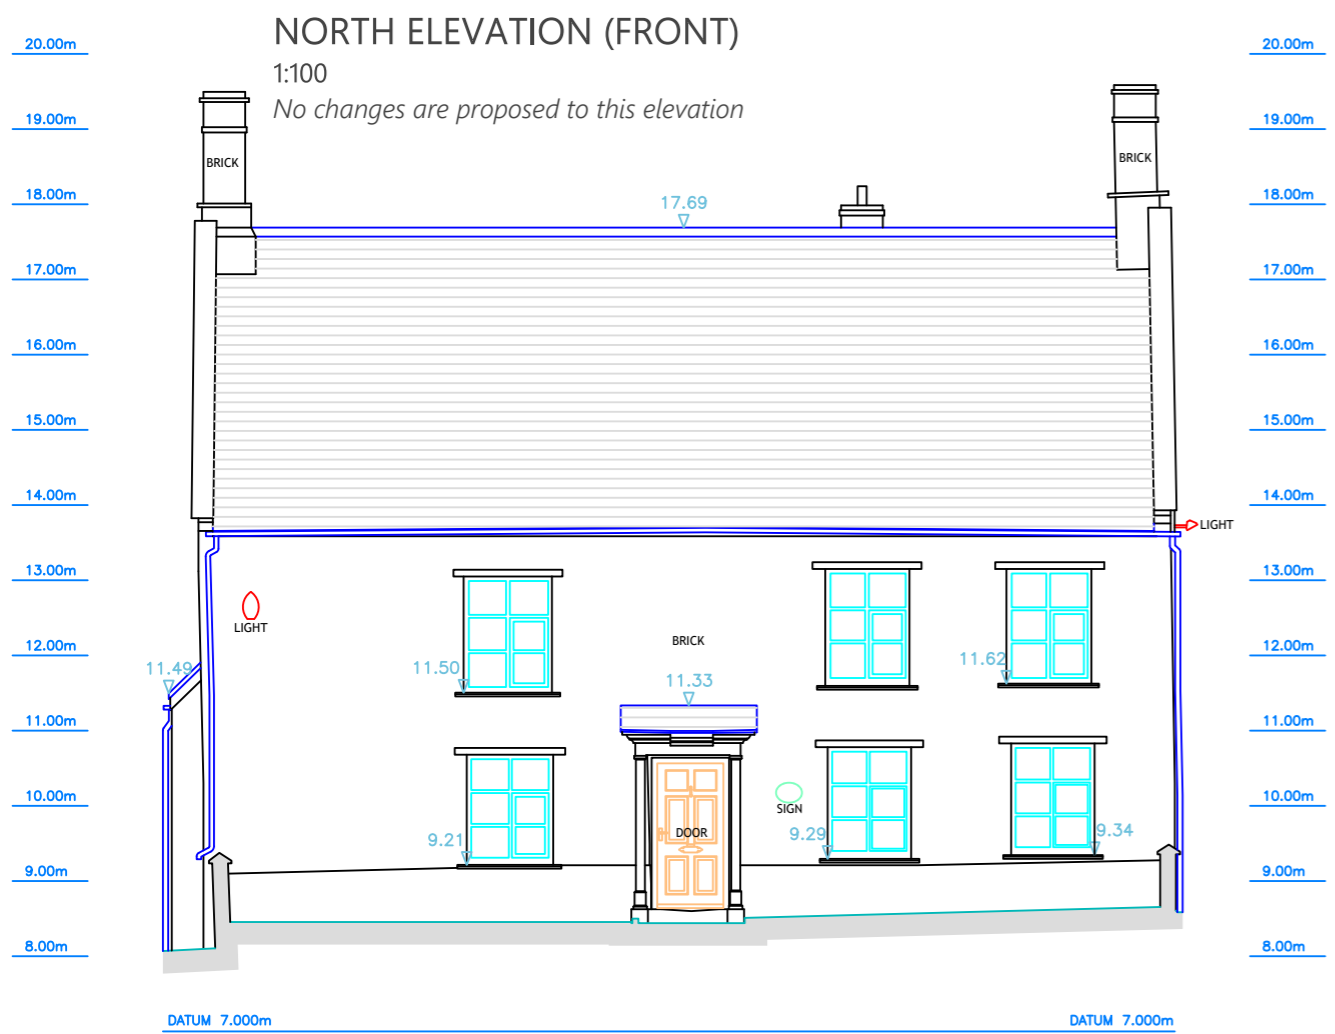 NORTH ELEVATION (FRONT)
1:100
No changes are proposed to this elevation
20.00m 20.00m
19.00m 19.00m
BRICK BRICK
18.00m 17.69 18.00m
17.00m 17.00m
16.00m 16.00m
15.00m 15.00m
14.00m 14.00m
LIGHT
13.00m 13.00m
LIGHT
BRICK
12.00m 12.00m
11.49 11.50 11.62
11.33
11.00m 11.00m
10.00m 10.00m
SIGN
DOOR
9.21 9.29 9.34
9.00m 9.00m
8.00m 8.00m
DATUM 7.000m DATUM 7.000m